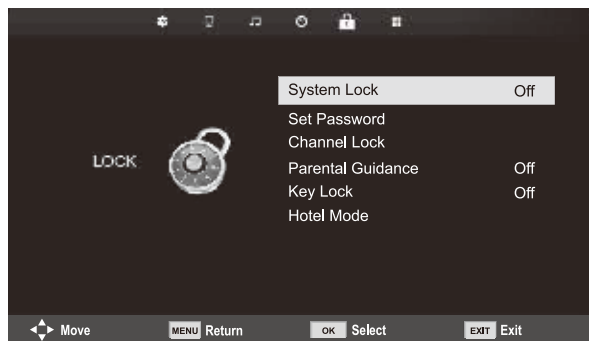 System Lock Off
Set Password
Channel Lock
LOCK
Parental Guidance Off
Key Lock Off
Hotel Mode
Move MENU Return OK Select EXIT Exit